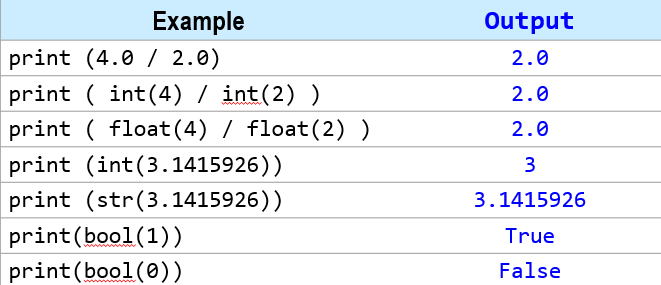 Example Output
print (4.0 / 2.0) 2.0
print ( int(4) / int(2) ) 2.0
print ( float(4) / float(2) ) 2.0
print (int(3.1415926)) 3
print (str(3.1415926)) 3.1415926
print(bool(1)) True
print(bool(0)) False